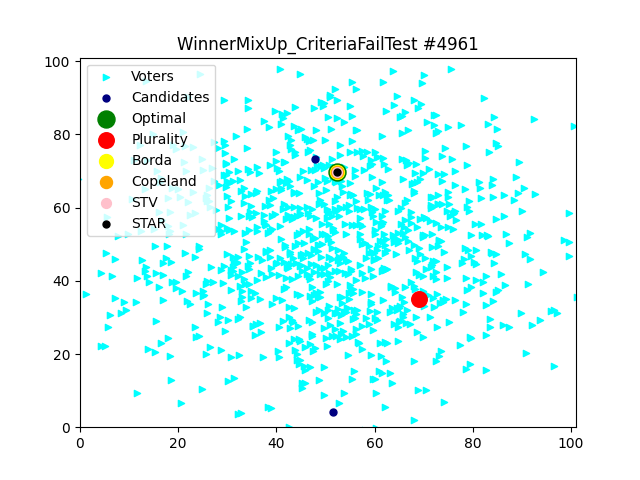 WinnerMixUp_CriteriaFailTest #4961
100
80
60
40
20
0
Voters
Candidates
Optimal
Plurality
Borda
Copeland
STV
STAR
0 20 40 60 80 100